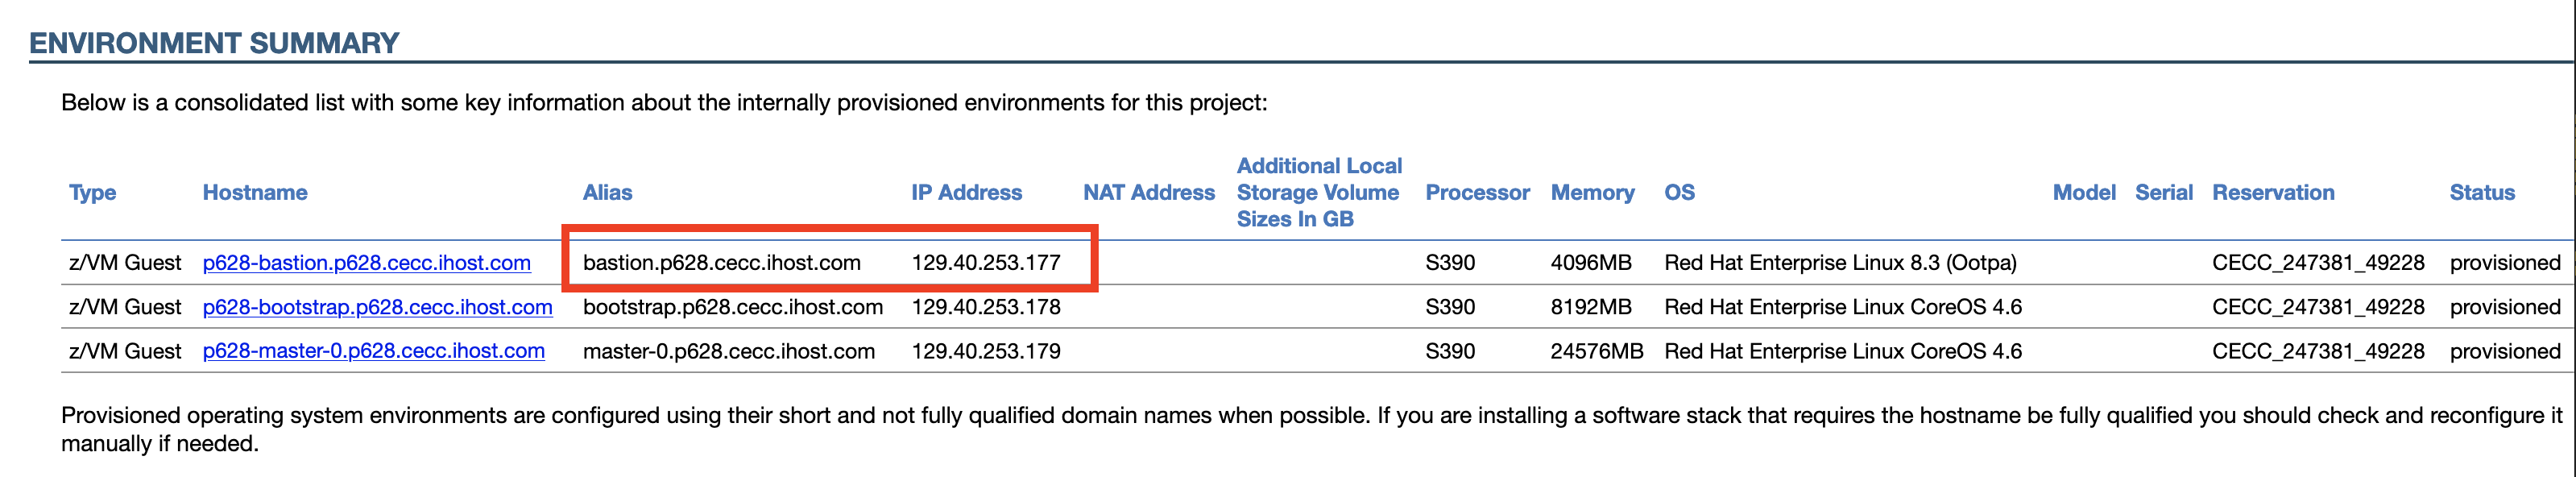 ENVIRONMENT SUMMARY
Below is a consolidated list with some key information about the internally provisioned environments for this project:
Type Hostname Alias IP Address NAT Address Additional Local Storage Volume Sizes In GB Processor Memory OS Model Serial Reservation Status
z/VM Guest p628-bastion.p628.cecc.ihost.com bastion.p628.cecc.ihost.com 129.40.253.177 S390 4096MB Red Hat Enterprise Linux 8.3 (Ootpa) CECC_247381_49228 provisioned
z/VM Guest p628-bootstrap.p628.cecc.ihost.com bootstrap.p628.cecc.ihost.com 129.40.253.178 S390 8192MB Red Hat Enterprise Linux CoreOS 4.6 CECC_247381_49228 provisioned
z/VM Guest p628-master-0.p628.cecc.ihost.com master-0.p628.cecc.ihost.com 129.40.253.179 S390 24576MB Red Hat Enterprise Linux CoreOS 4.6 CECC_247381_49228 provisioned
Provisioned operating system environments are configured using their short and not fully qualified domain names when possible. If you are installing a software stack that requires the hostname be fully qualified you should check and reconfigure it
manually if needed.